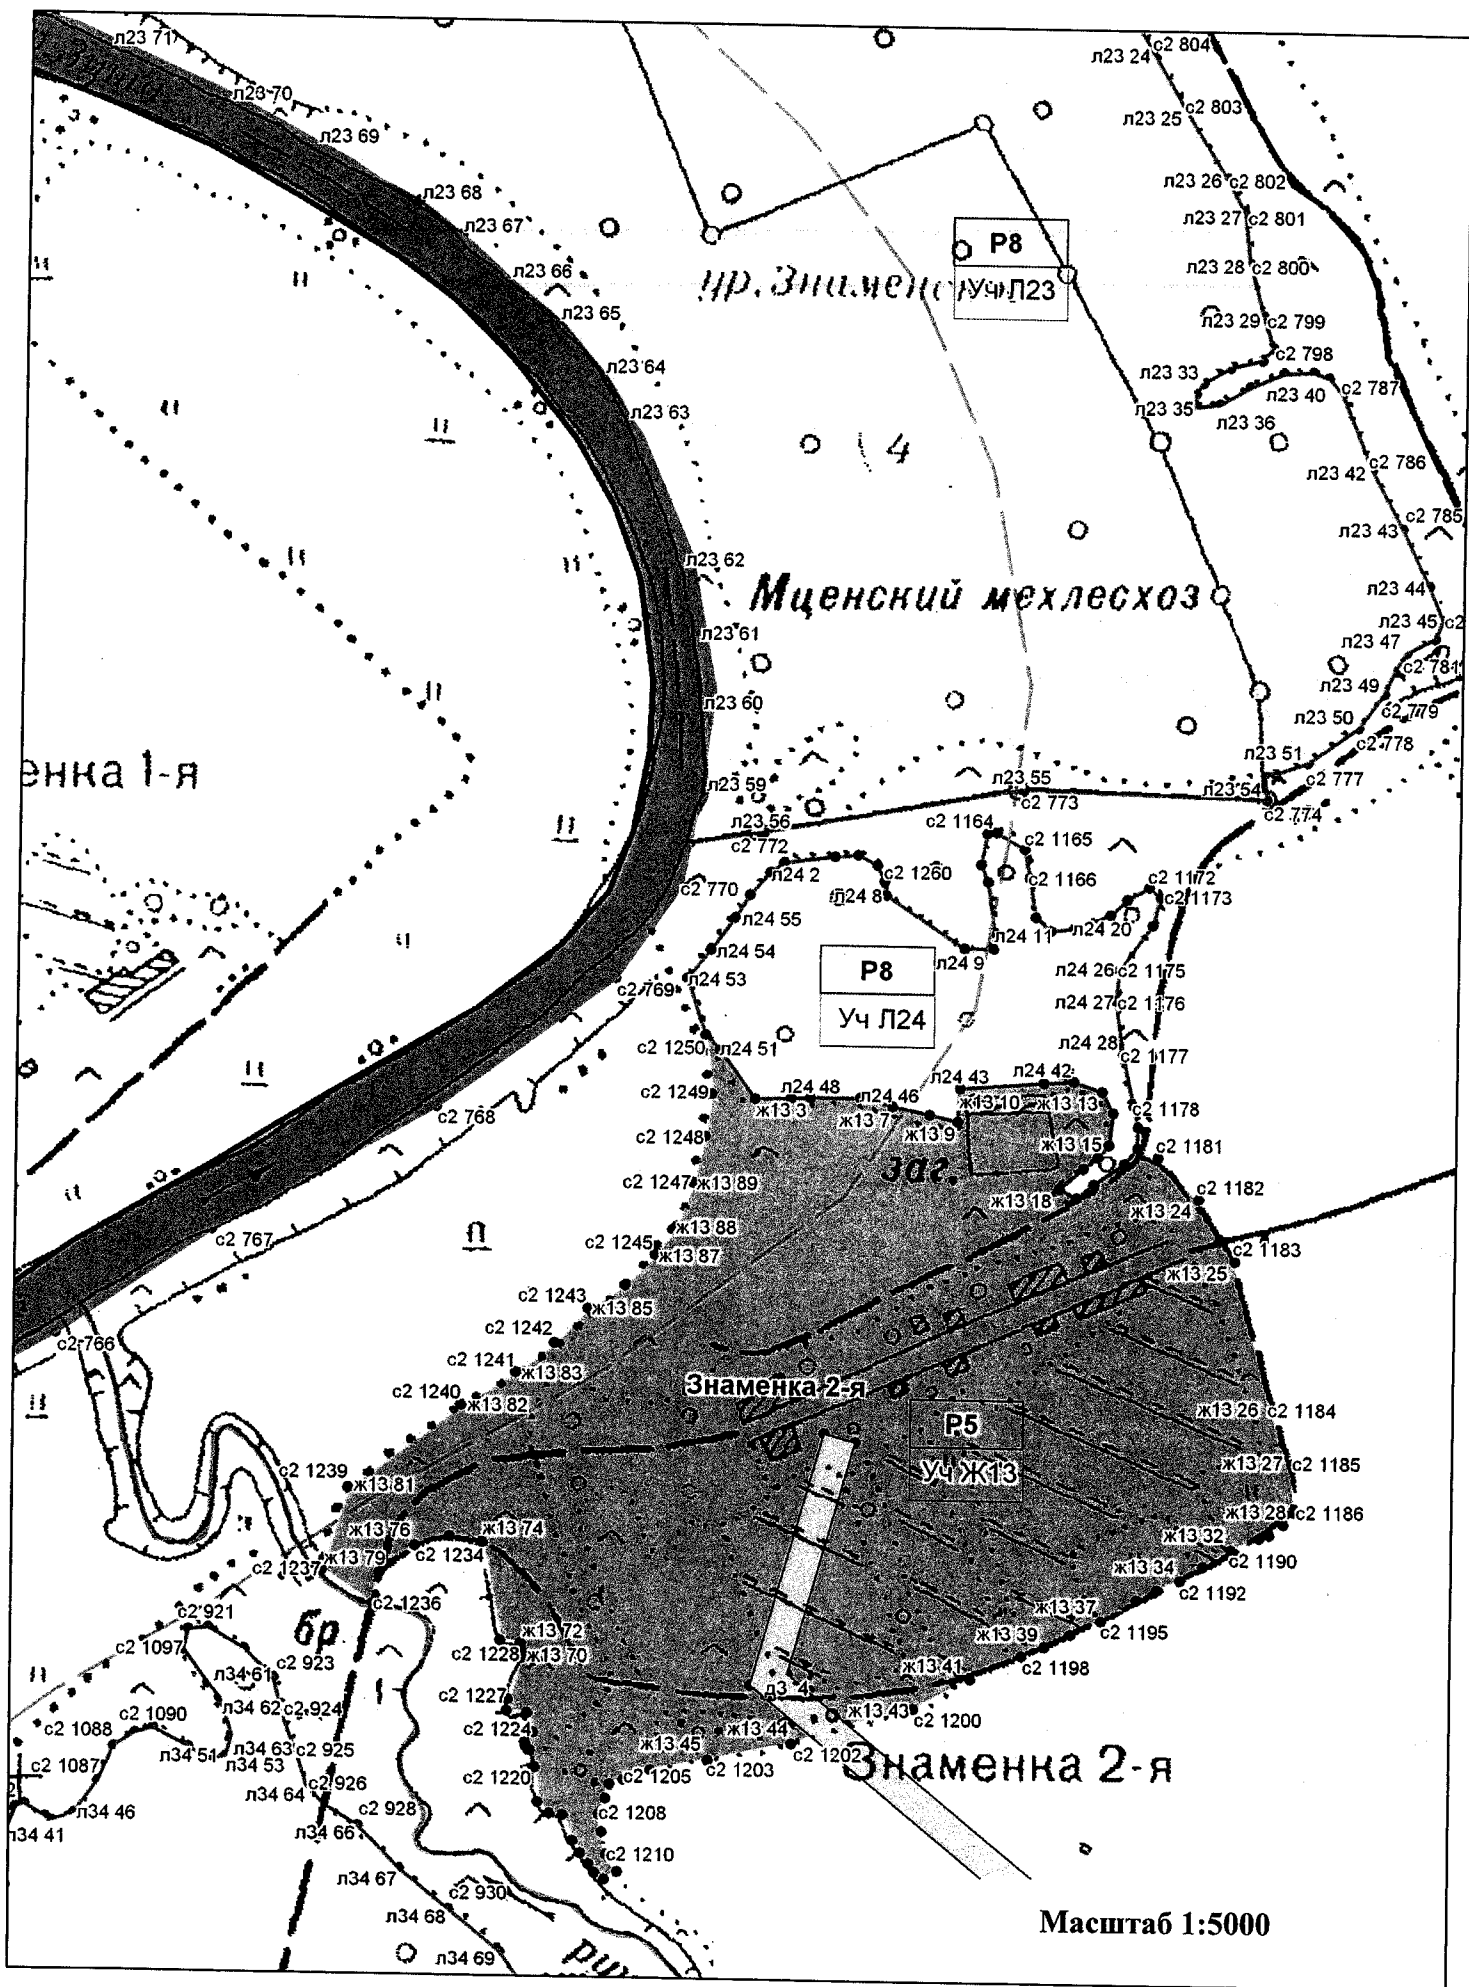 л23 71
л23 70
л23 69
л23 68
л23 67
л23 66
л23 65
л23 64
л23 63
л23 62
л23 61
л23 60
л23 59
л23 24
с2 804
л23 25
с2 803
л23 26
с2 802
л23 27
с2 801
л23 28
с2 800
л23 29
с2 799
с2 798
л23 33
л23 35
л23 36
л23 40
с2 787
с2 786
л23 42
с2 785
л23 43
л23 44
л23 45
с2
л23 47
с2 781
л23 49
с2 779
л23 50
с2 778
л23 51
с2 777
л23 54
с2 774
Р8
Уч Л23
4
Мценский мехлесхоз
енка 1-я
л23 55
с2 773
л23 56
с2 772
с2 770
с2 769
с2 768
с2 767
с2 766
л24 2
л24 8
с2 1260
с2 1164
с2 1165
с2 1166
с2 1172
с2 1173
л24 55
л24 54
л24 53
л24 9
л24 11
л24 20
л24 26
с2 1175
л24 27
с2 1176
л24 28
с2 1177
Р8
Уч Л24
с2 1250
л24 51
с2 1249
ж13 3
л24 48
л24 46
ж13 7
ж13 9
л24 43
л24 42
ж13 10
ж13 13
ж13 15
с2 1178
с2 1181
с2 1248
заг.
с2 1247
ж13 89
ж13 18
ж13 24
с2 1182
ж13 88
с2 1245
ж13 87
с2 1183
ж13 25
с2 1243
ж13 85
с2 1242
с2 1241
ж13 83
с2 1240
ж13 82
Знаменка 2-я
Р5
Уч Ж13
ж13 26
с2 1184
ж13 27
с2 1185
ж13 28
с2 1186
с2 1239
ж13 81
ж13 76
ж13 74
ж13 79
с2 1237
с2 1234
ж13 32
с2 1190
ж13 34
с2 1192
с2 1236
ж13 37
с2 1195
ж13 39
с2 1198
с2 921
с2 1097
бр
с2 923
л34 61
л34 62
с2 924
л34 63
с2 925
л34 64
с2 926
с2 928
л34 66
л34 67
с2 930
л34 68
л34 69
с2 1088
с2 1090
с2 1087
л34 51
л34 53
л34 46
л34 41
ж13 72
с2 1228
ж13 70
с2 1227
с2 1224
с2 1220
ж13 41
д3 4
ж13 43
с2 1200
ж13 44
с2 1202
ж13 45
с2 1203
с2 1205
с2 1208
с2 1210
Знаменка 2-я
Масштаб 1:5000